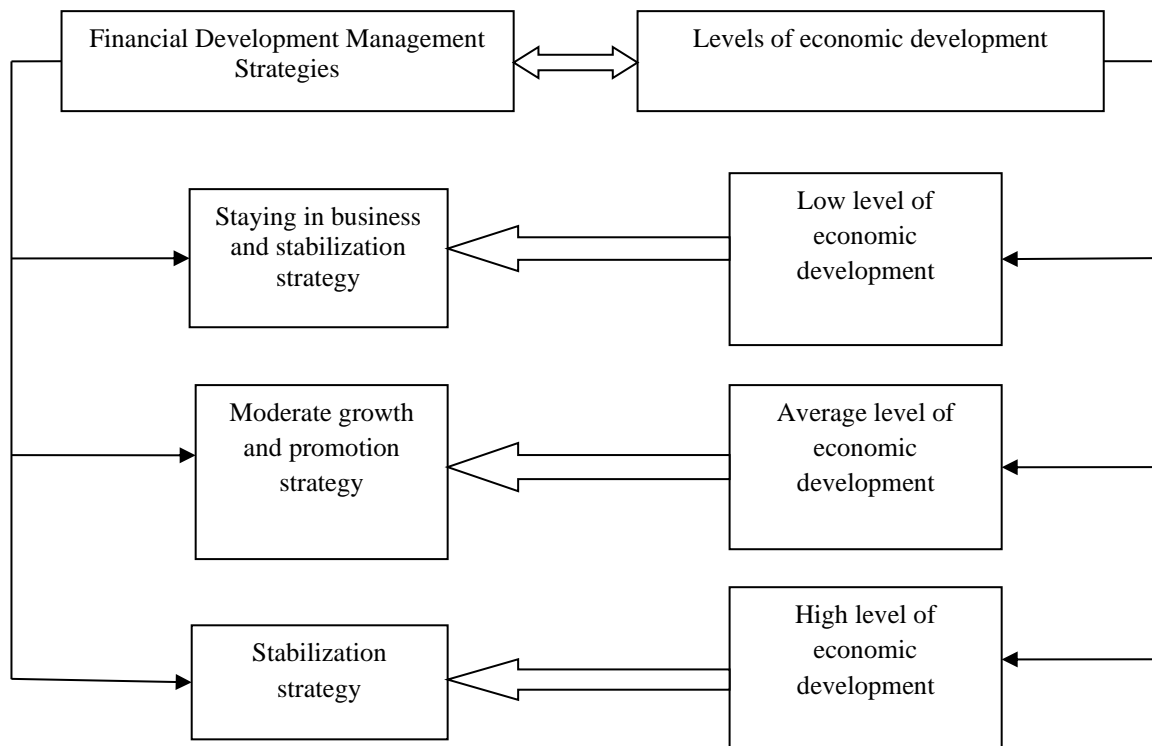 Financial Development Management
Strategies
Levels of economic development
Staying in business
and stabilization
strategy
Low level of
economic
development
Moderate growth
and promotion
strategy
Average level of
economic
development
Stabilization
strategy
High level of
economic
development